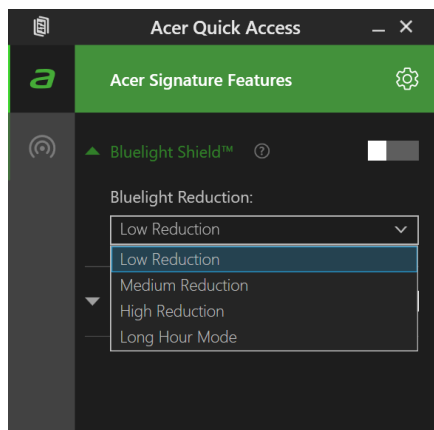 Acer Quick Access
a
Acer Signature Features
Bluelight Shield™ ?
Bluelight Reduction:
Low Reduction
Low Reduction
Medium Reduction
High Reduction
Long Hour Mode